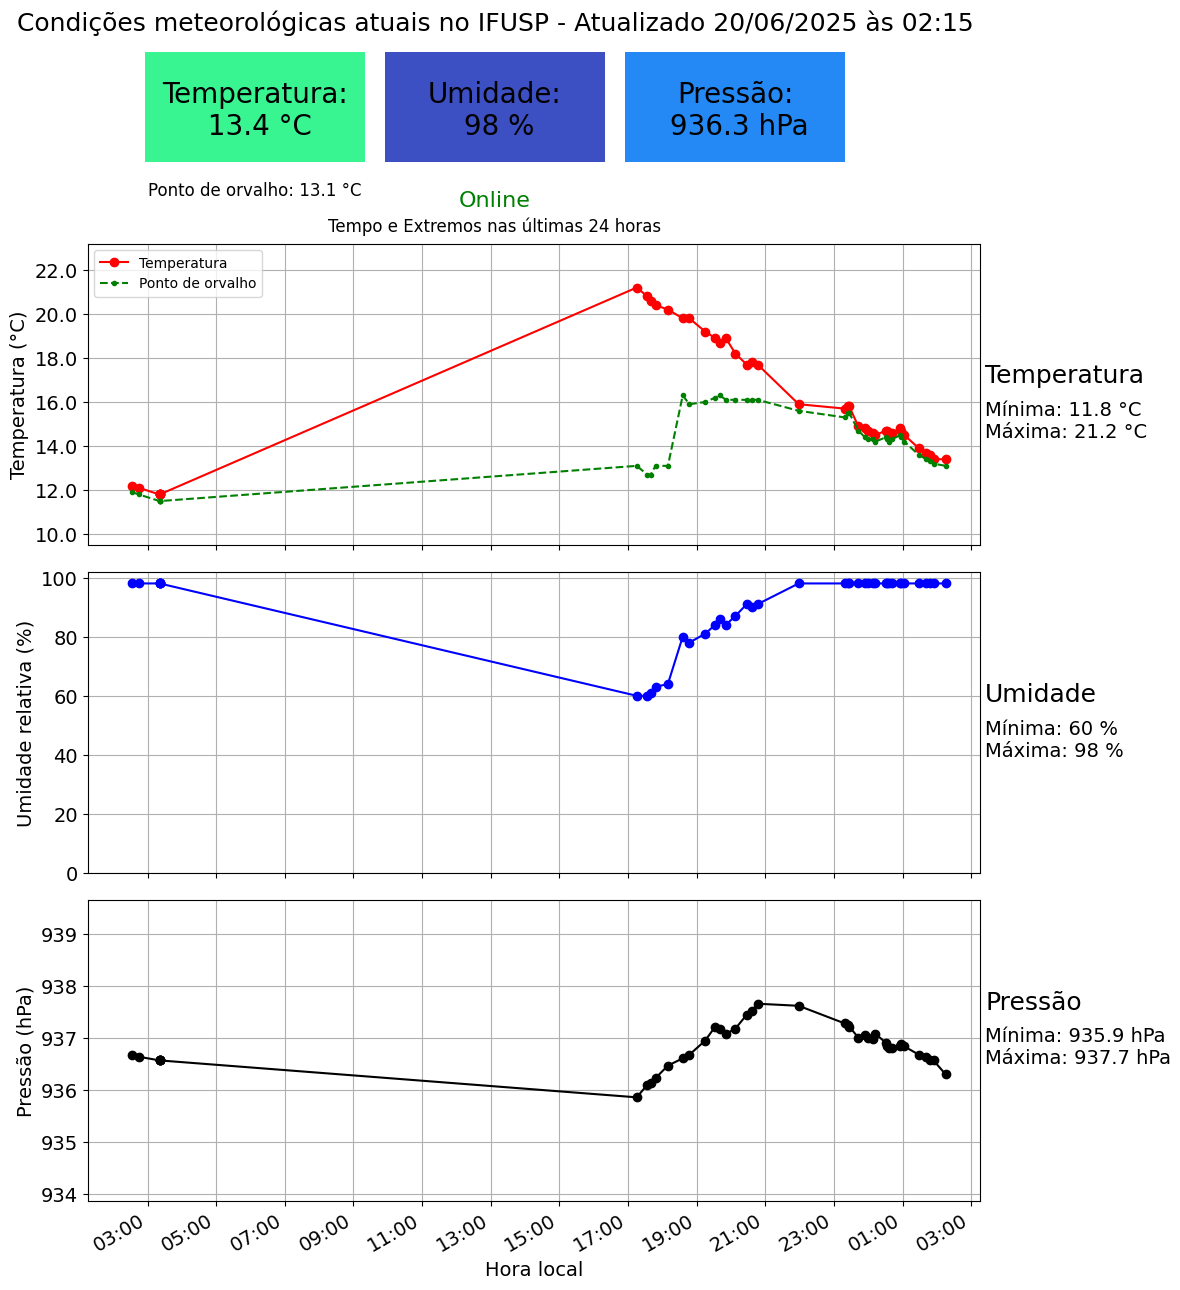 Condições meteorológicas atuais no IFUSP - Atualizado 20/06/2025 às 02:15
Temperatura:
13.4 °C
Umidade:
98 %
Pressão:
936.3 hPa
Ponto de orvalho: 13.1 °C
Online
Tempo e Extremos nas últimas 24 horas
Temperatura
Ponto de orvalho
Temperatura (°C)
22.0
20.0
18.0
16.0
14.0
12.0
10.0
Temperatura
Mínima: 11.8 °C
Máxima: 21.2 °C
Umidade relativa (%)
100
80
60
40
20
0
Umidade
Mínima: 60 %
Máxima: 98 %
Pressão (hPa)
939
938
937
936
935
934
Pressão
Mínima: 935.9 hPa
Máxima: 937.7 hPa
03:00
05:00
07:00
09:00
11:00
13:00
15:00
17:00
19:00
21:00
23:00
01:00
03:00
Hora local